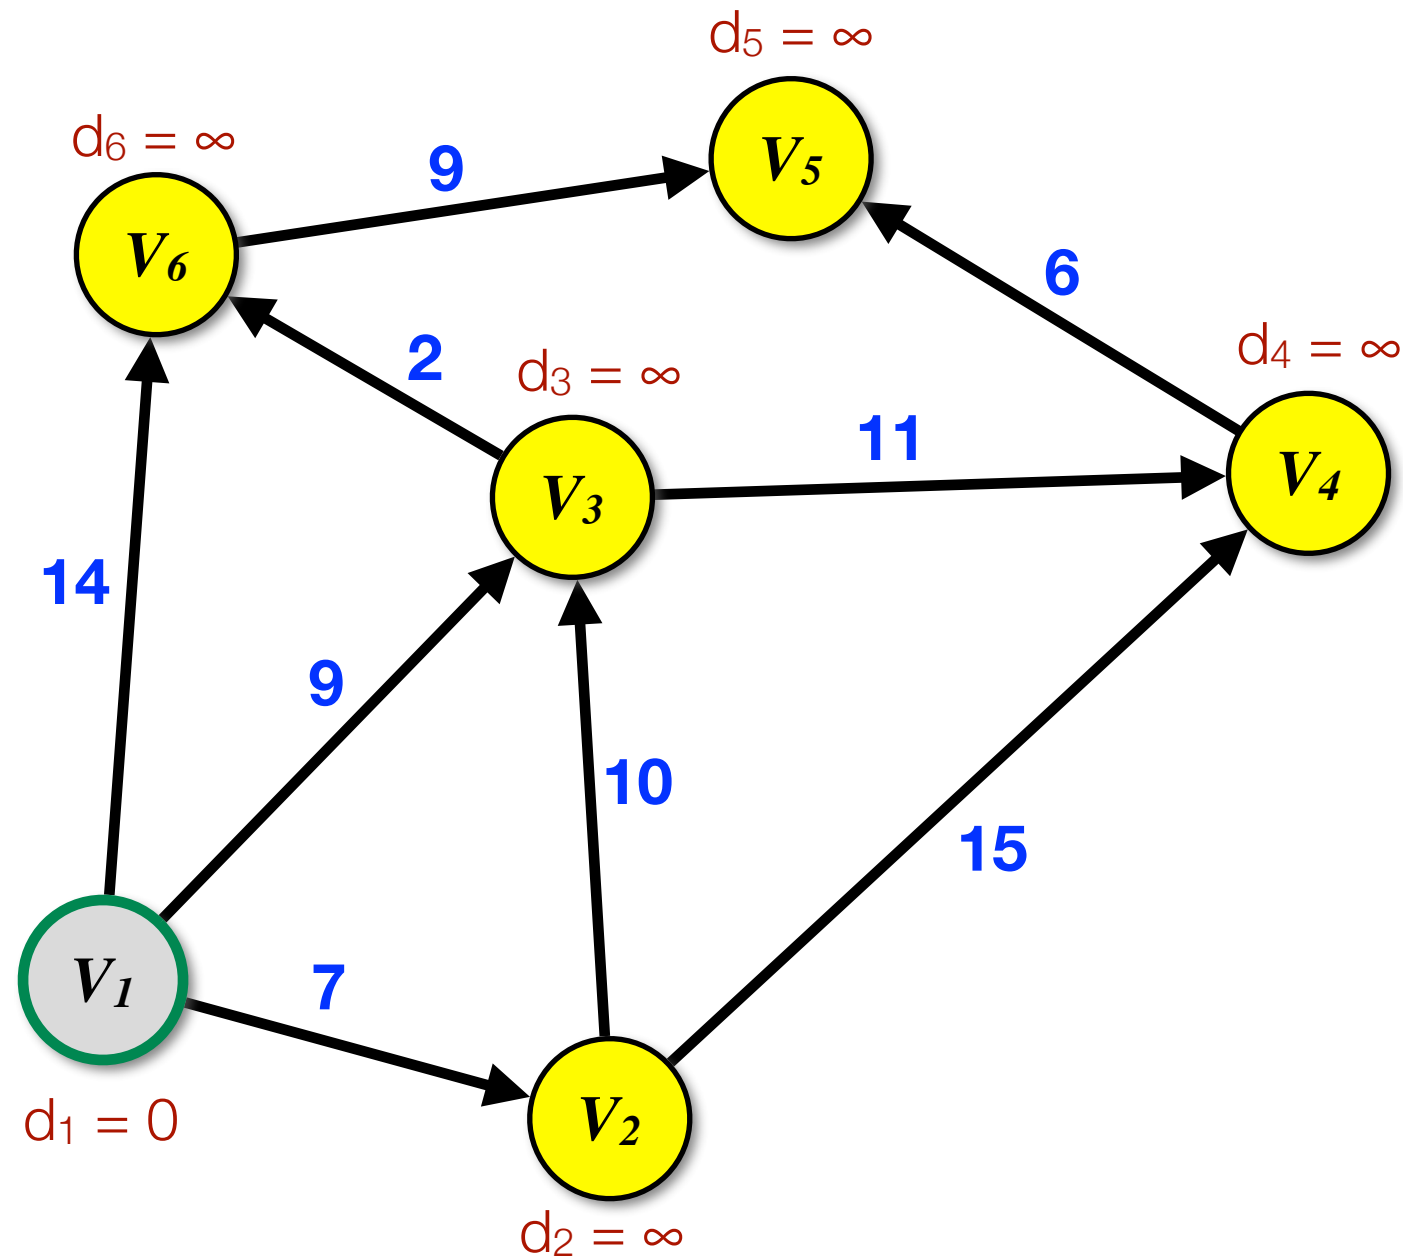 d5 = ∞
V5
d6 = ∞
9
V6
6
2
d3 = ∞
d4 = ∞
11
V3
V4
14
9
10
15
V1
7
d1 = 0
V2
d2 = ∞